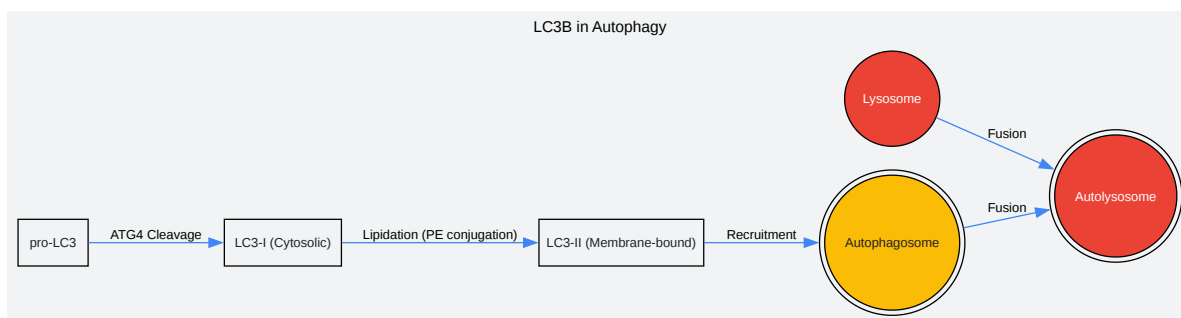 LC3B in Autophagy
Lysosome
Fusion
Autolysosome
pro-LC3
ATG4 Cleavage
LC3-I (Cytosolic)
Lipidation (PE conjugation)
LC3-II (Membrane-bound)
Recruitment
Autophagosome
Fusion